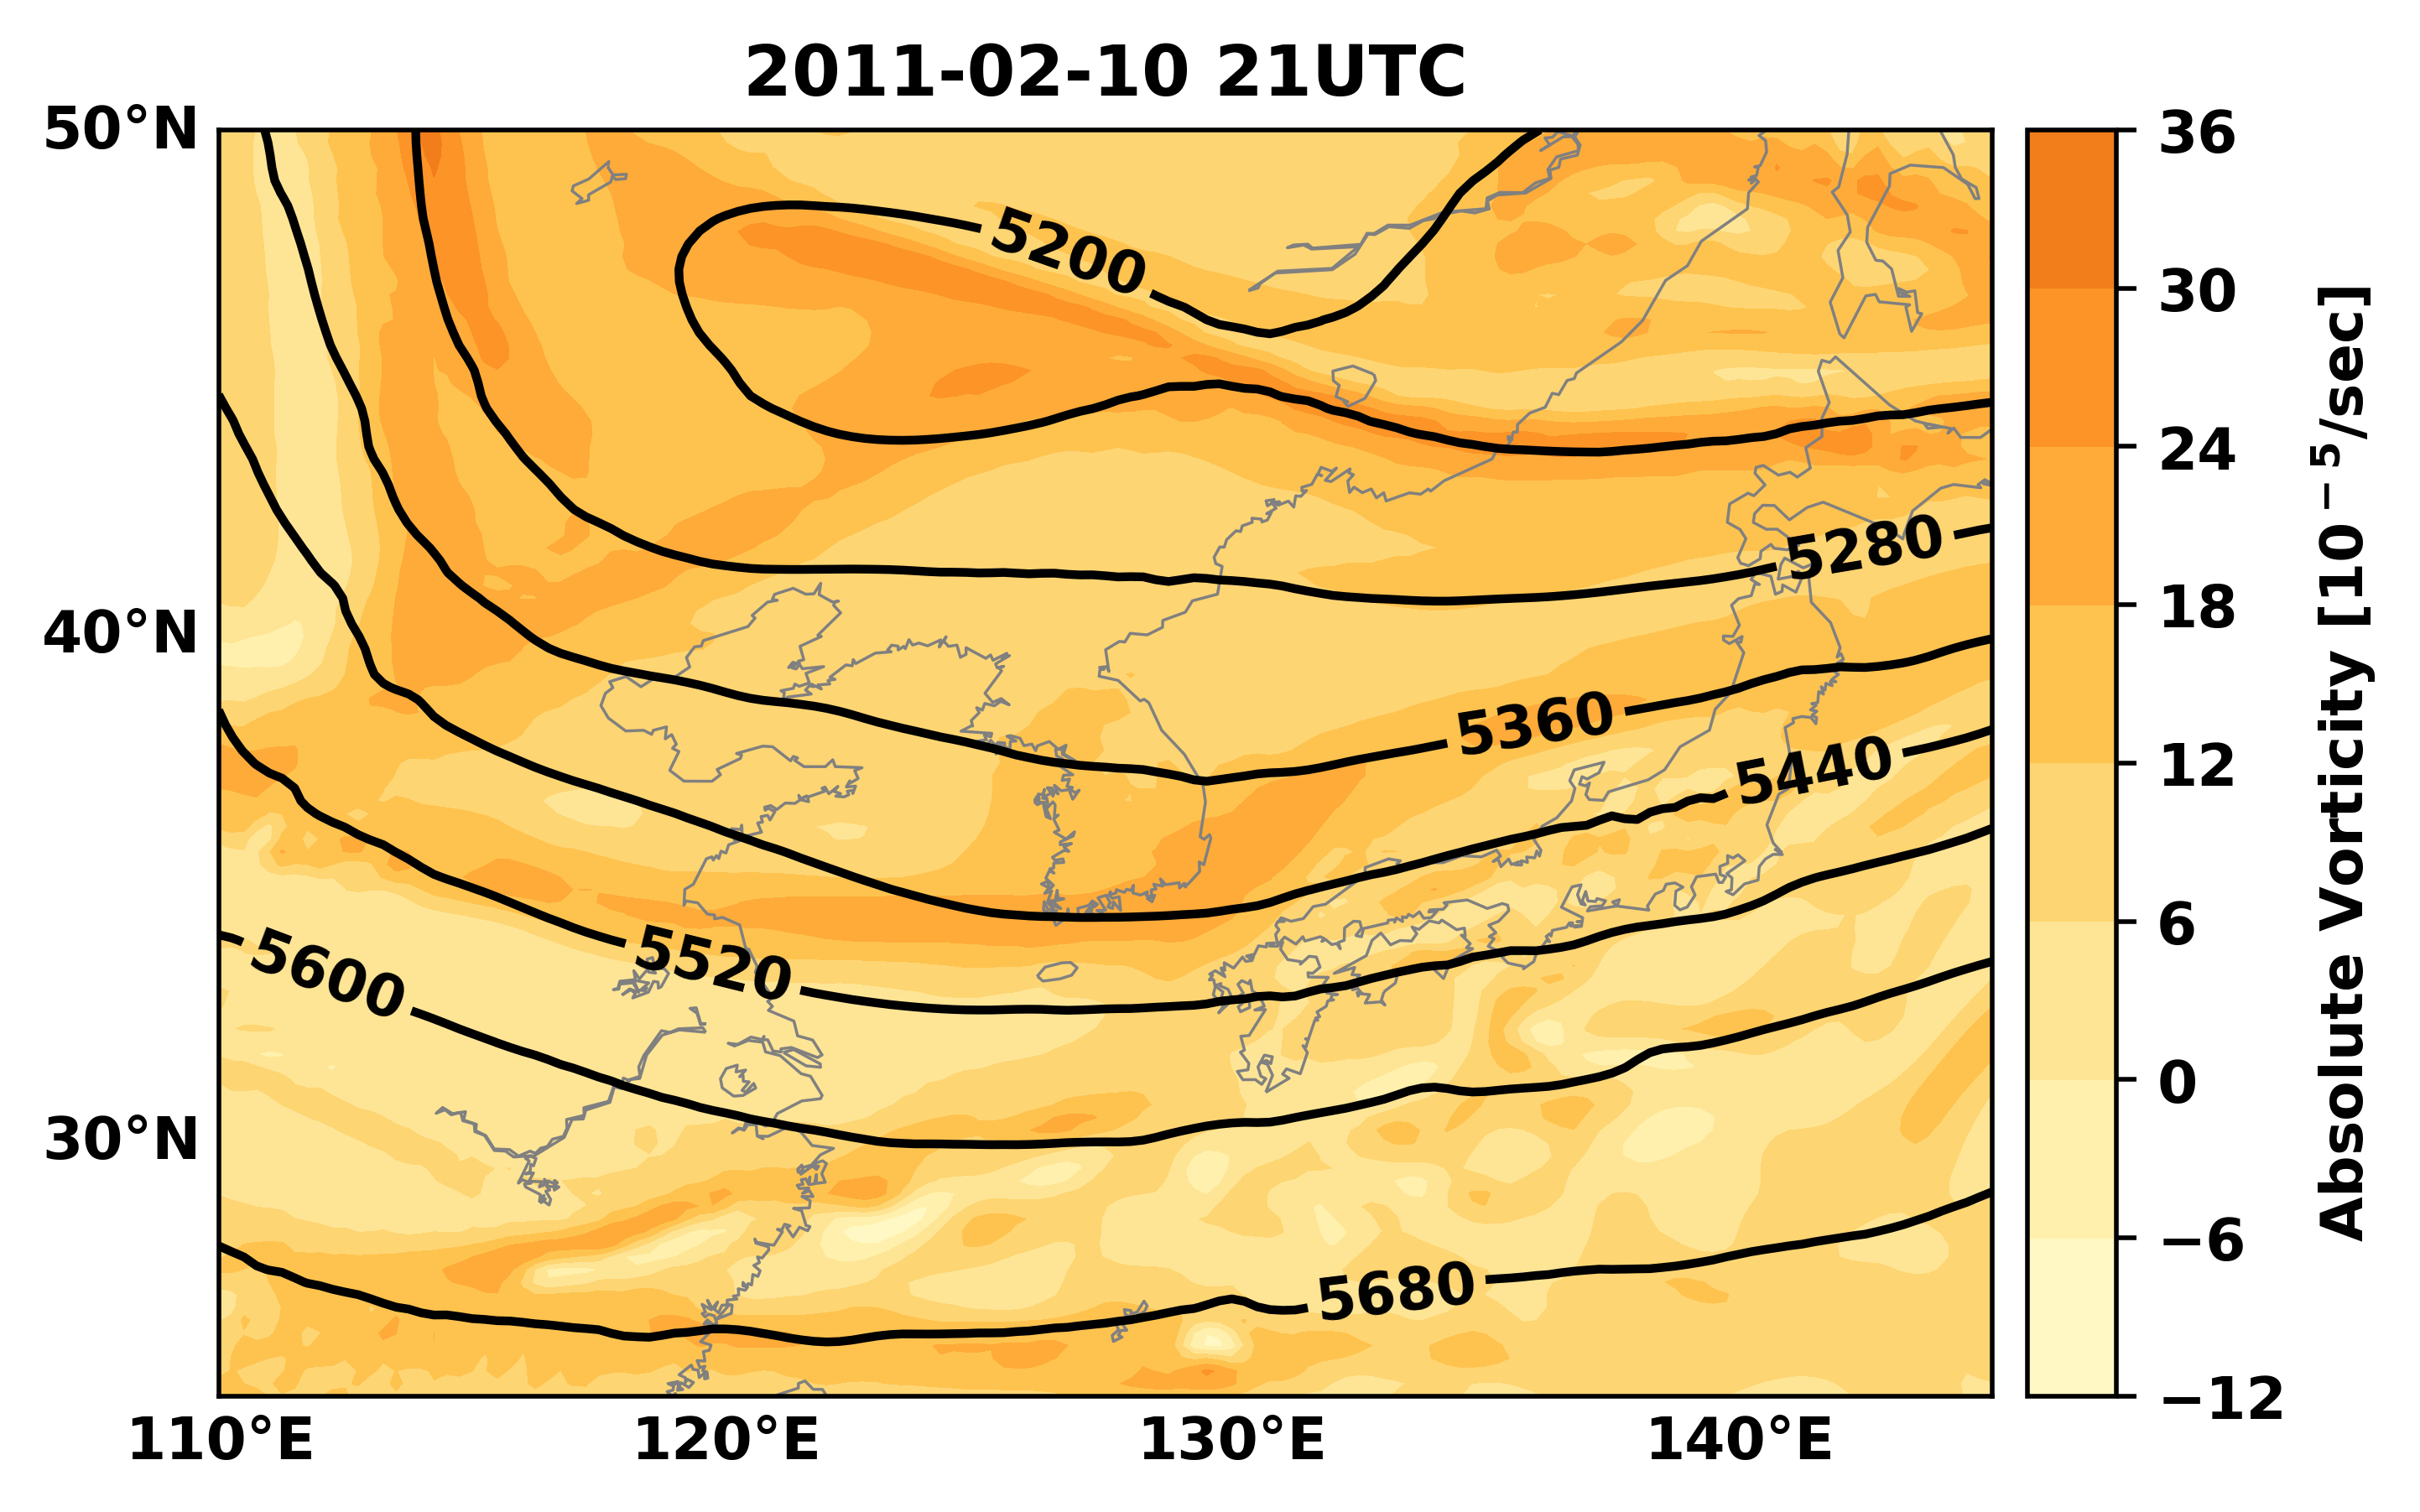 2011-02-10 21UTC
50°N
40°N
30°N
110°E
120°E
130°E
140°E
5200
5280
5360
5440
5520
5600
5680
36
30
24
18
12
6
0
−6
−12
Absolute Vorticity [10⁻⁵/sec]